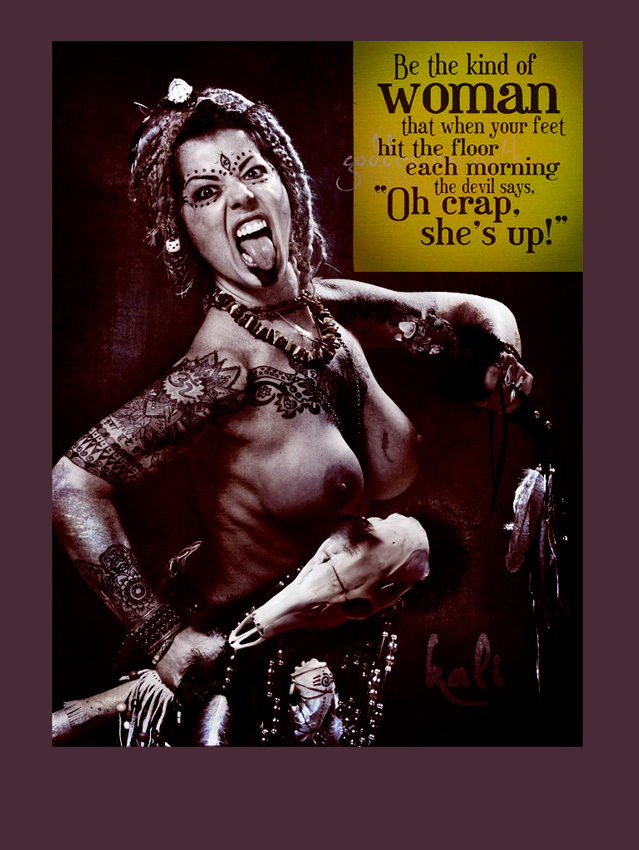 Be the kind of
woman
that when your feet
hit the floor
each morning
the devil says,
"Oh crap,
she's up!"
kali